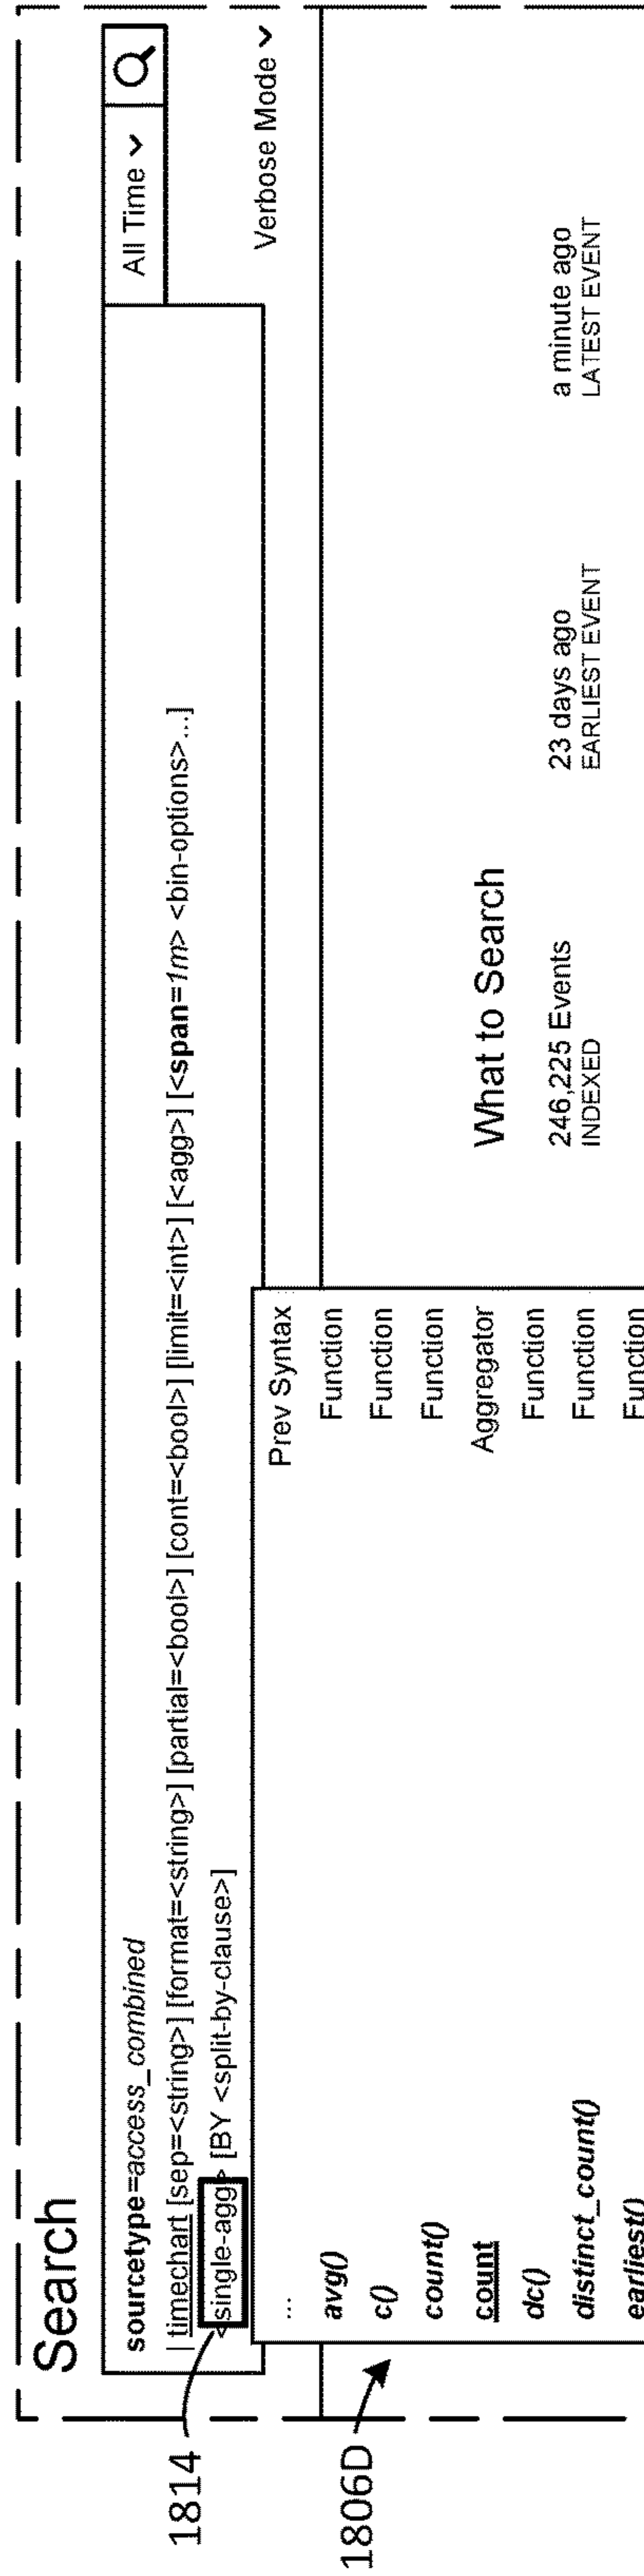 Search
sourcetype=access_combined
All Time
| timechart [sep=<string>] [format=<string>] [partial=<bool>] [cont=<bool>] [limit=<int>] [<agg>] [<span=1m> <bin-options>...]
<single-agg> [BY <split-by-clause>]
Verbose Mode
1814
1806D
... Prev Syntax
avg() Function
c() Function
count() Function
count Aggregator
dc() Function
distinct_count() Function
earliest() Function
What to Search
246,225 Events 23 days ago a minute ago
INDEXED EARLIEST EVENT LATEST EVENT